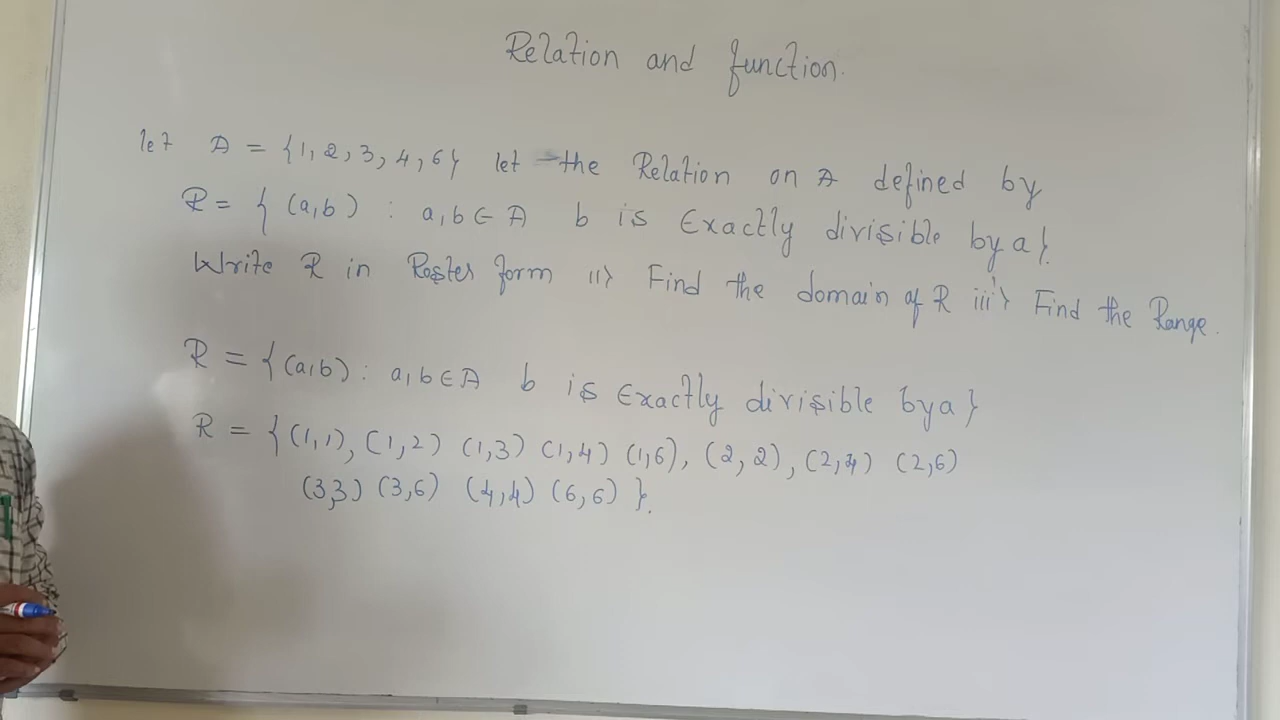 Relation and function.
let A = {1, 2, 3, 4, 6} let the Relation on A defined by
R = { (a,b) : a,b ∈ A b is Exactly divisible by a}.
Write R in Roster form ii) Find the domain of R iii) Find the Range.
R = {(a,b) : a,b ∈ A b is Exactly divisible by a}
R = {(1,1), (1,2) (1,3) (1,4) (1,6), (2,2), (2,4) (2,6)
(3,3) (3,6) (4,4) (6,6) }.